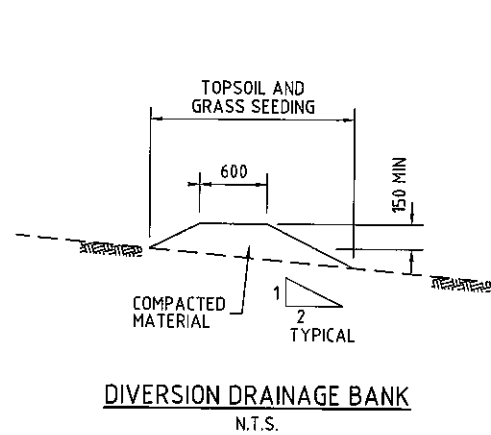 TOPSOIL AND
GRASS SEEDING
600
150 MIN
COMPACTED
MATERIAL
1
2
TYPICAL
DIVERSION DRAINAGE BANK
N.T.S.